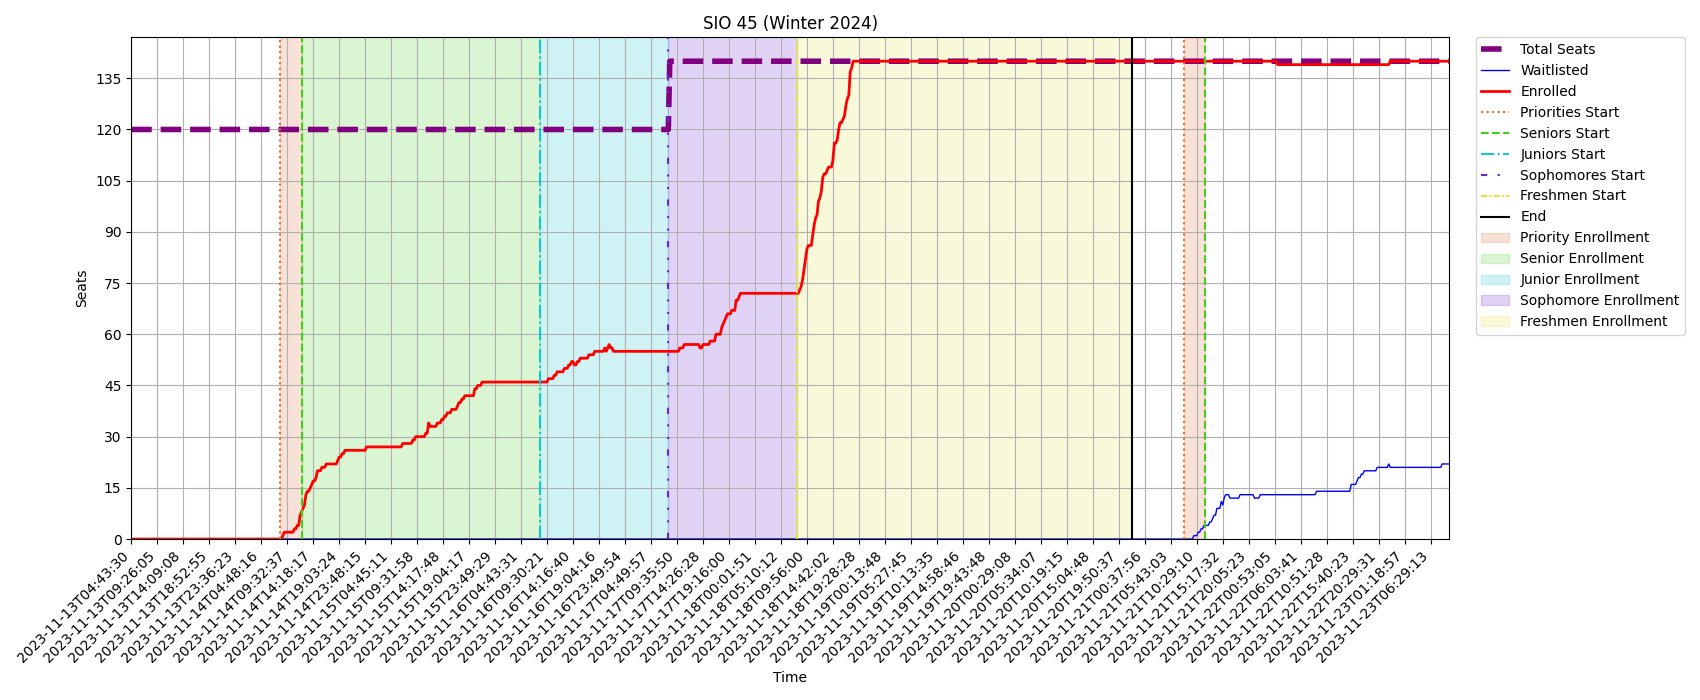 SIO 45 (Winter 2024)
Seats
135
120
105
90
75
60
45
30
15
0
2023-11-13T04:43:30
2023-11-13T09:26:05
2023-11-13T14:09:08
2023-11-13T18:52:55
2023-11-13T23:36:23
2023-11-14T04:48:16
2023-11-14T09:32:37
2023-11-14T14:18:17
2023-11-14T19:03:24
2023-11-14T23:48:15
2023-11-15T04:45:11
2023-11-15T09:31:58
2023-11-15T14:17:48
2023-11-15T19:04:17
2023-11-15T23:49:29
2023-11-16T04:43:31
2023-11-16T09:30:21
2023-11-16T14:16:40
2023-11-16T19:04:16
2023-11-16T23:49:54
2023-11-17T04:49:57
2023-11-17T09:35:50
2023-11-17T14:26:28
2023-11-17T19:16:00
2023-11-18T00:01:51
2023-11-18T05:10:12
2023-11-18T09:56:00
2023-11-18T14:42:02
2023-11-18T19:28:28
2023-11-19T00:13:48
2023-11-19T05:27:45
2023-11-19T10:13:35
2023-11-19T14:58:46
2023-11-19T19:43:48
2023-11-20T00:29:08
2023-11-20T05:34:07
2023-11-20T10:19:15
2023-11-20T15:04:48
2023-11-20T19:50:37
2023-11-21T00:37:56
2023-11-21T05:43:03
2023-11-21T10:29:10
2023-11-21T15:17:32
2023-11-21T20:05:23
2023-11-22T00:53:05
2023-11-22T06:03:41
2023-11-22T10:51:28
2023-11-22T15:40:23
2023-11-22T20:29:31
2023-11-23T01:18:57
2023-11-23T06:29:13
Time
Total Seats
Waitlisted
Enrolled
Priorities Start
Seniors Start
Juniors Start
Sophomores Start
Freshmen Start
End
Priority Enrollment
Senior Enrollment
Junior Enrollment
Sophomore Enrollment
Freshmen Enrollment